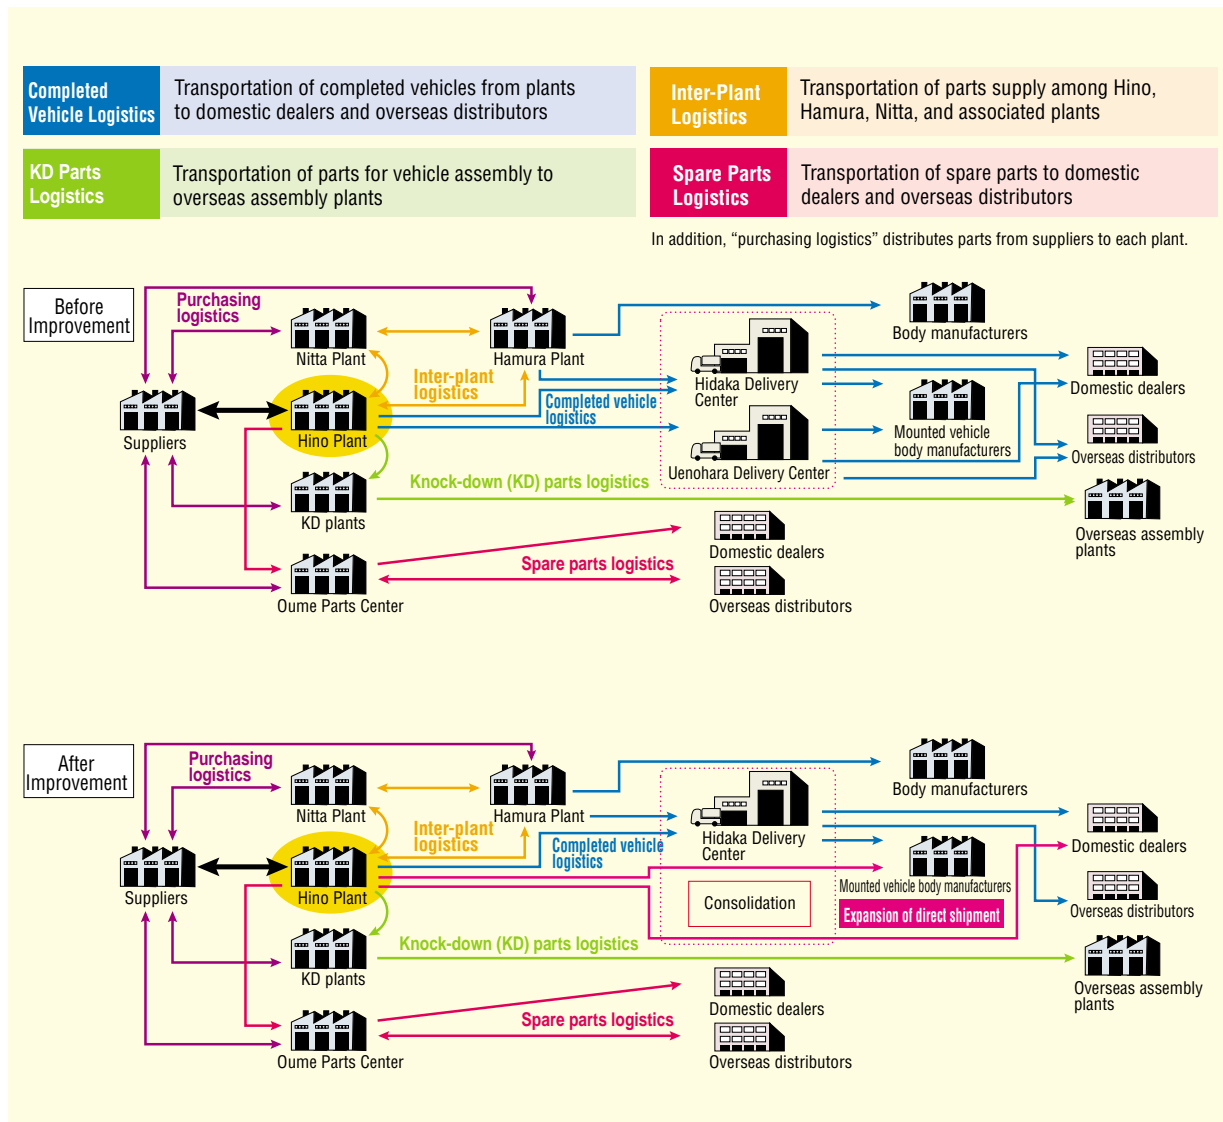 Completed
Vehicle Logistics
Transportation of completed vehicles from plants
to domestic dealers and overseas distributors
Inter-Plant
Logistics
Transportation of parts supply among Hino,
Hamura, Nitta, and associated plants
KD Parts
Logistics
Transportation of parts for vehicle assembly to
overseas assembly plants
Spare Parts
Logistics
Transportation of spare parts to domestic
dealers and overseas distributors
In addition, “purchasing logistics” distributes parts from suppliers to each plant.
Before
Improvement
Purchasing
logistics
Nitta Plant
Hamura Plant
Body manufacturers
Inter-plant
logistics
Hidaka Delivery
Center
Domestic dealers
Completed vehicle
logistics
Suppliers
Hino Plant
Mounted vehicle
body manufacturers
Uenohara Delivery Center
Overseas distributors
Knock-down (KD) parts logistics
KD plants
Overseas assembly
plants
Domestic dealers
Spare parts logistics
Oume Parts Center
Overseas distributors
After
Improvement
Purchasing
logistics
Nitta Plant
Hamura Plant
Body manufacturers
Inter-plant
logistics
Hidaka Delivery
Center
Domestic dealers
Completed vehicle
logistics
Suppliers
Hino Plant
Mounted vehicle body manufacturers
Consolidation
Expansion of direct shipment
Overseas distributors
Knock-down (KD) parts logistics
KD plants
Overseas assembly
plants
Domestic dealers
Spare parts logistics
Oume Parts Center
Overseas distributors